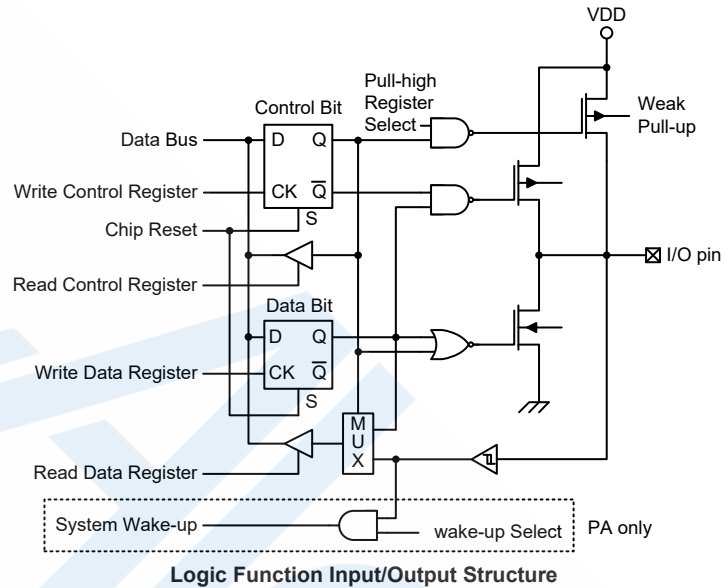 VDD
Pull-high
Register
Select
Control Bit
Weak
Pull-up
Data Bus
D
Q
Write Control Register
CK
Q̅
S
Chip Reset
I/O pin
Read Control Register
Data Bit
D
Q
Write Data Register
CK
Q̅
S
M
U
X
Read Data Register
System Wake-up
wake-up Select
PA only
Logic Function Input/Output Structure